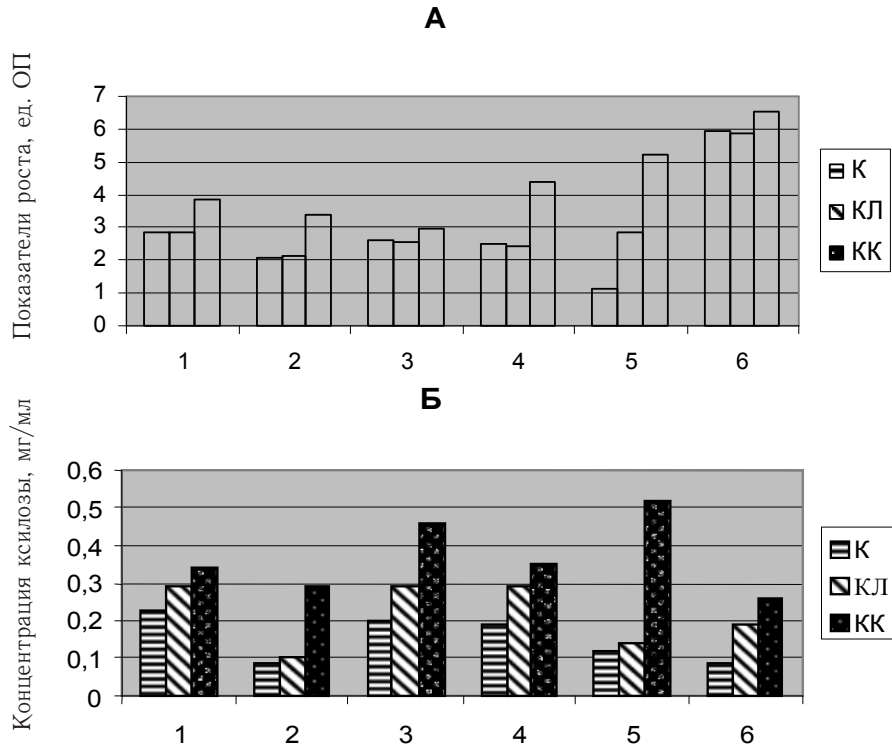 А
Показатели роста, ед. ОП
7
6
5
4
3
2
1
0
1 2 3 4 5 6
К
КЛ
КК
Б
Концентрация ксилозы, мг/мл
0,6
0,5
0,4
0,3
0,2
0,1
0
1 2 3 4 5 6
К
КЛ
КК